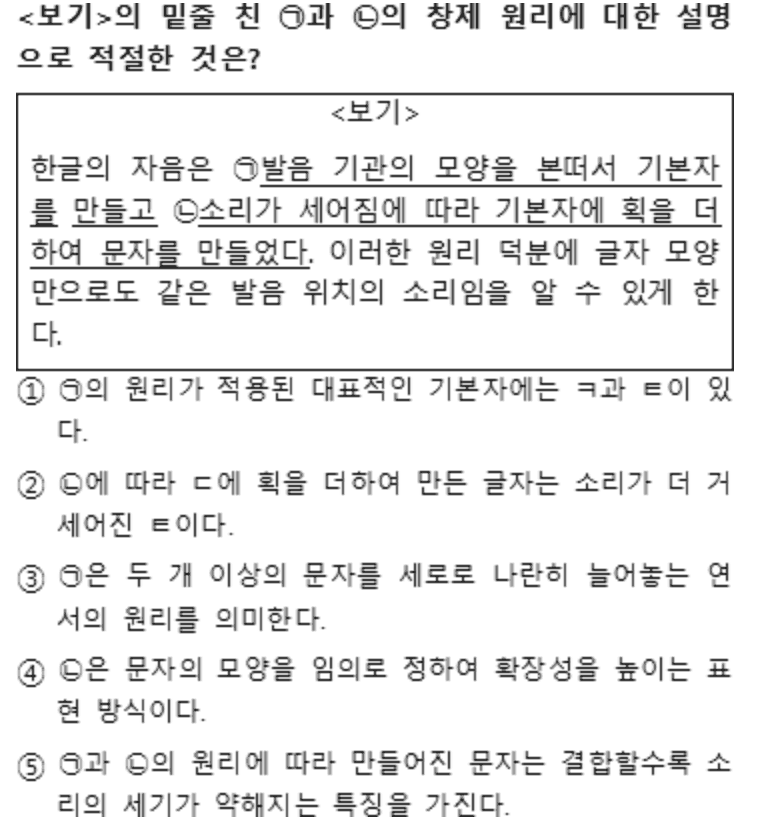 <보기>의 밑줄 친 ㉠과 ㉡의 창제 원리에 대한 설명
으로 적절한 것은?
<보기>
한글의 자음은 ㉠발음 기관의 모양을 본떠서 기본자
를 만들고 ㉡소리가 세어짐에 따라 기본자에 획을 더
하여 문자를 만들었다. 이러한 원리 덕분에 글자 모양
만으로도 같은 발음 위치의 소리임을 알 수 있게 한
다.
① ㉠의 원리가 적용된 대표적인 기본자에는 ㅋ과 ㅌ이 있
다.
② ㉡에 따라 ㄷ에 획을 더하여 만든 글자는 소리가 더 거
세어진 ㅌ이다.
③ ㉠은 두 개 이상의 문자를 세로로 나란히 늘어놓는 연
서의 원리를 의미한다.
④ ㉡은 문자의 모양을 임의로 정하여 확장성을 높이는 표
현 방식이다.
⑤ ㉠과 ㉡의 원리에 따라 만들어진 문자는 결합할수록 소
리의 세기가 약해지는 특징을 가진다.